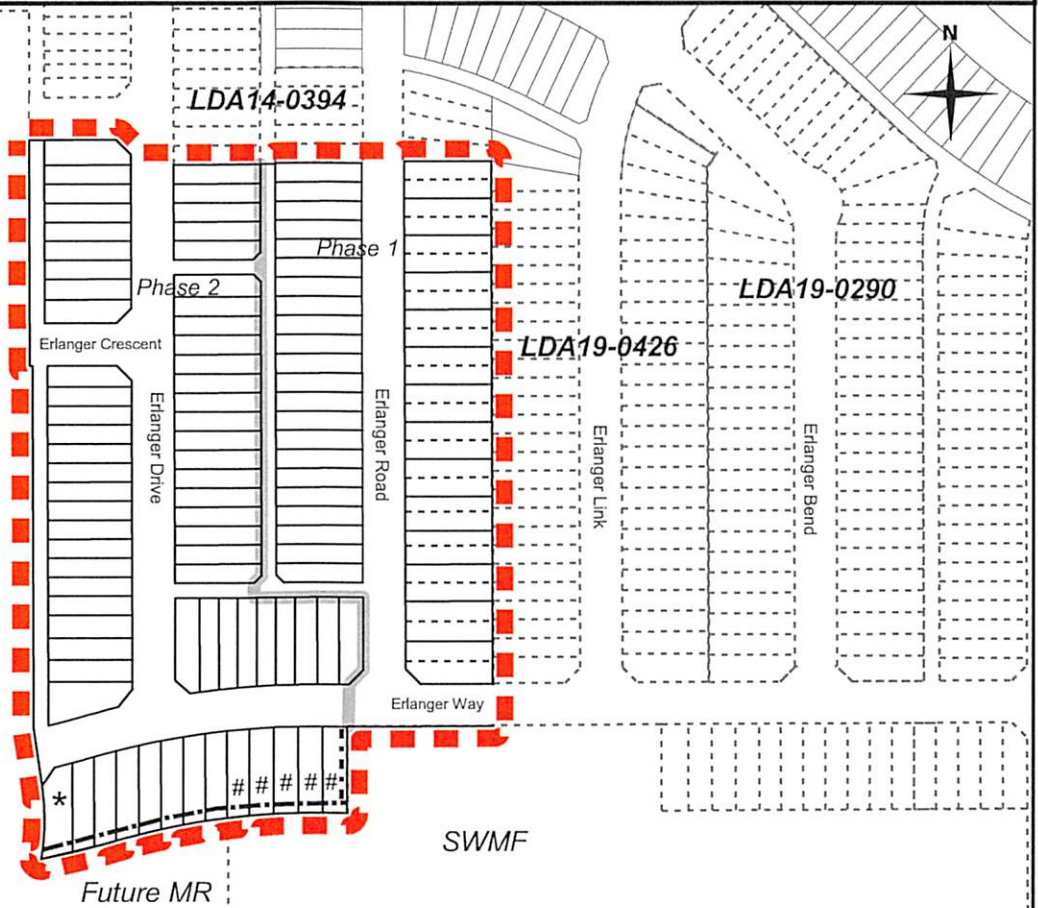 N
LDA14-0394
Phase 1
Phase 2
LDA19-0290
Erlanger Crescent
LDA19-0426
Erlanger Drive
Erlanger Road
Erlanger Link
Erlanger Bend
Erlanger Way
* # # # # #
SWMF
Future MR